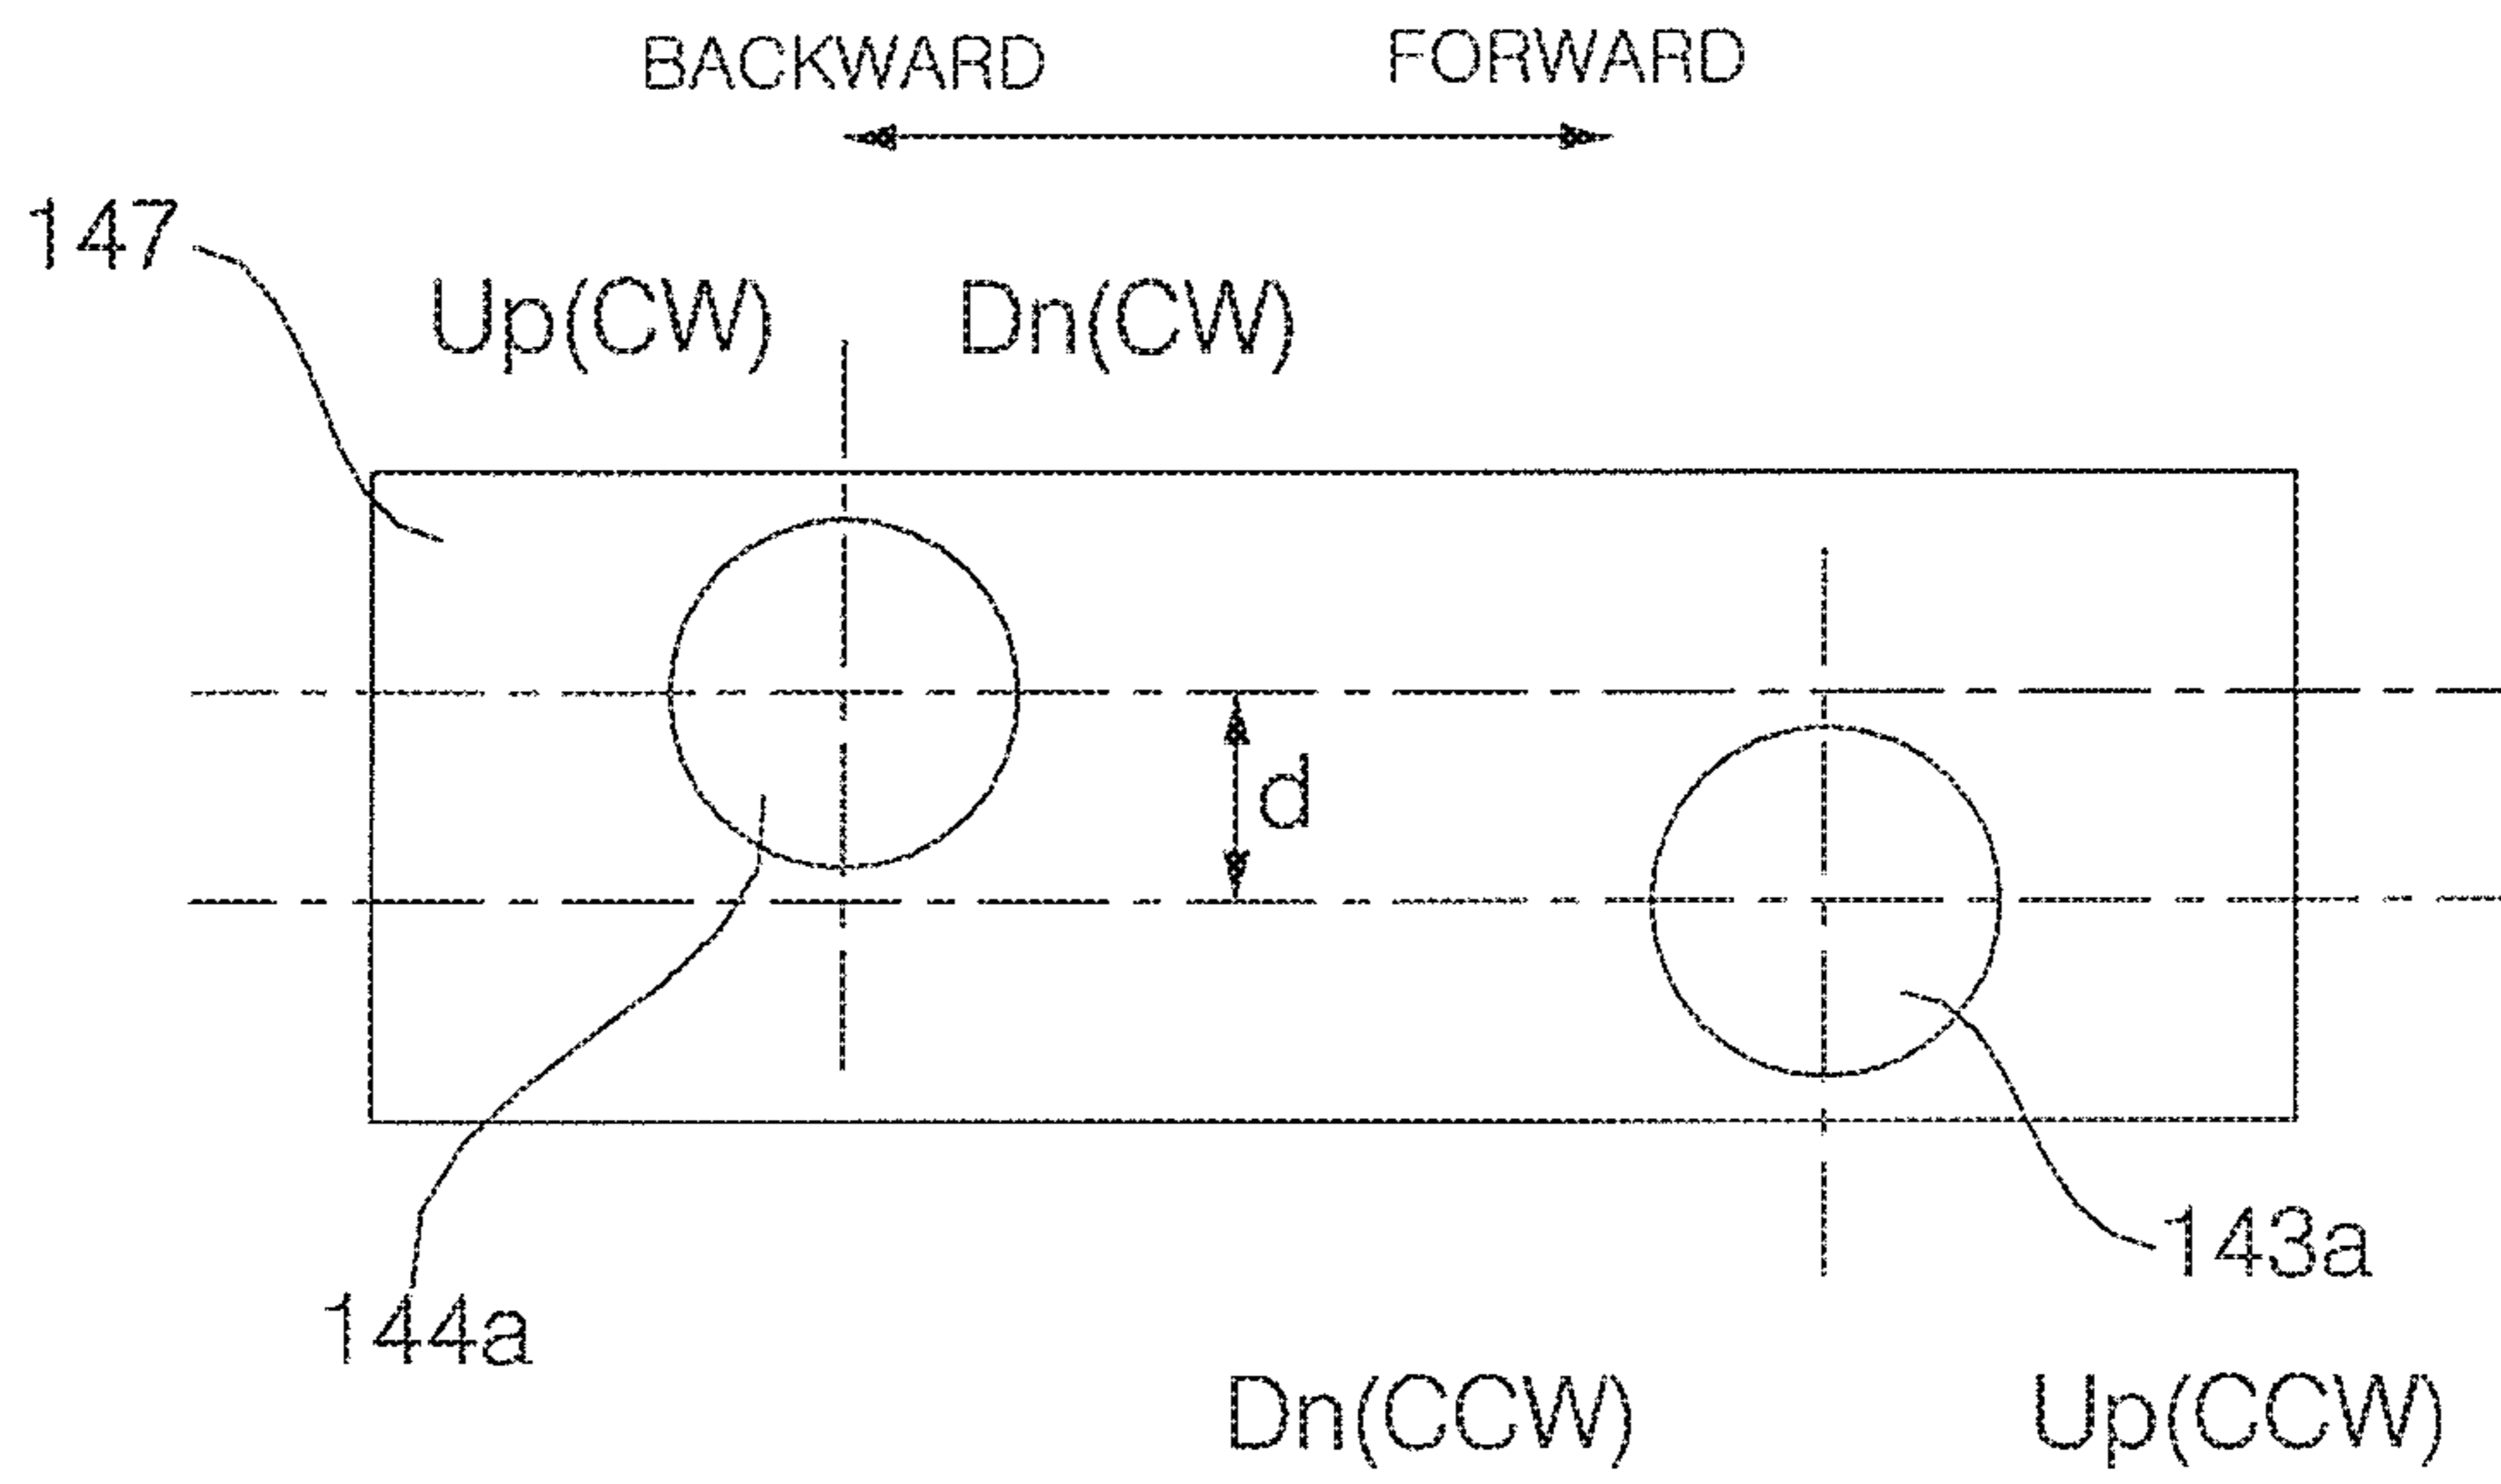 BACKWARD FORWARD
147
Up(CW) Dn(CW)
d
143a
144a
Dn(CCW) Up(CCW)